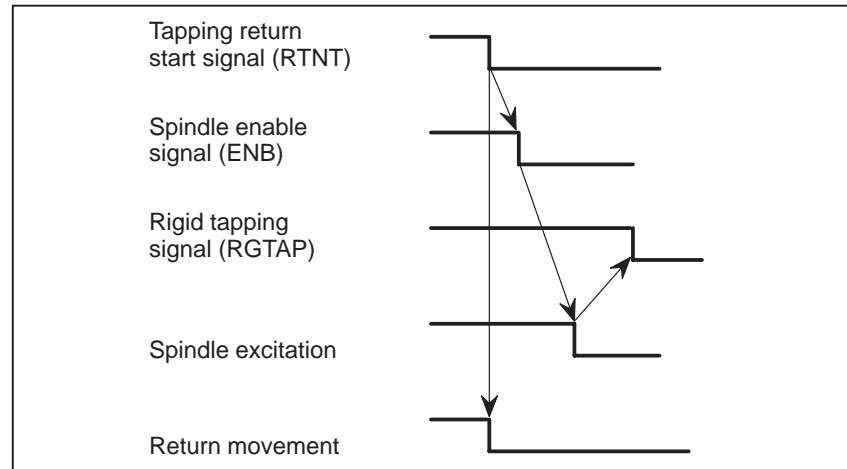 Tapping return
start signal (RTNT)
Spindle enable
signal (ENB)
Rigid tapping
signal (RGTAP)
Spindle excitation
Return movement